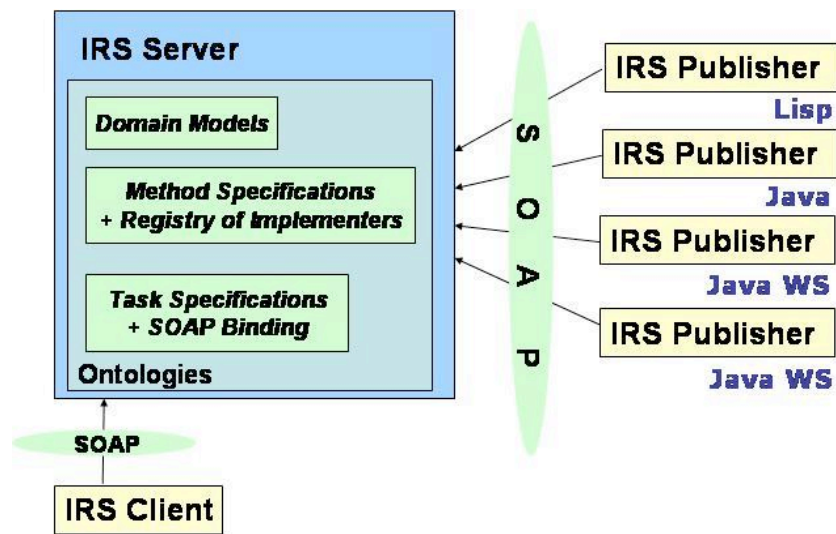 IRS Server
Domain Models
Method Specifications
+ Registry of Implementers
Task Specifications
+ SOAP Binding
Ontologies
SOAP
IRS Client
S
O
A
P
IRS Publisher
Lisp
IRS Publisher
Java
IRS Publisher
Java WS
IRS Publisher
Java WS